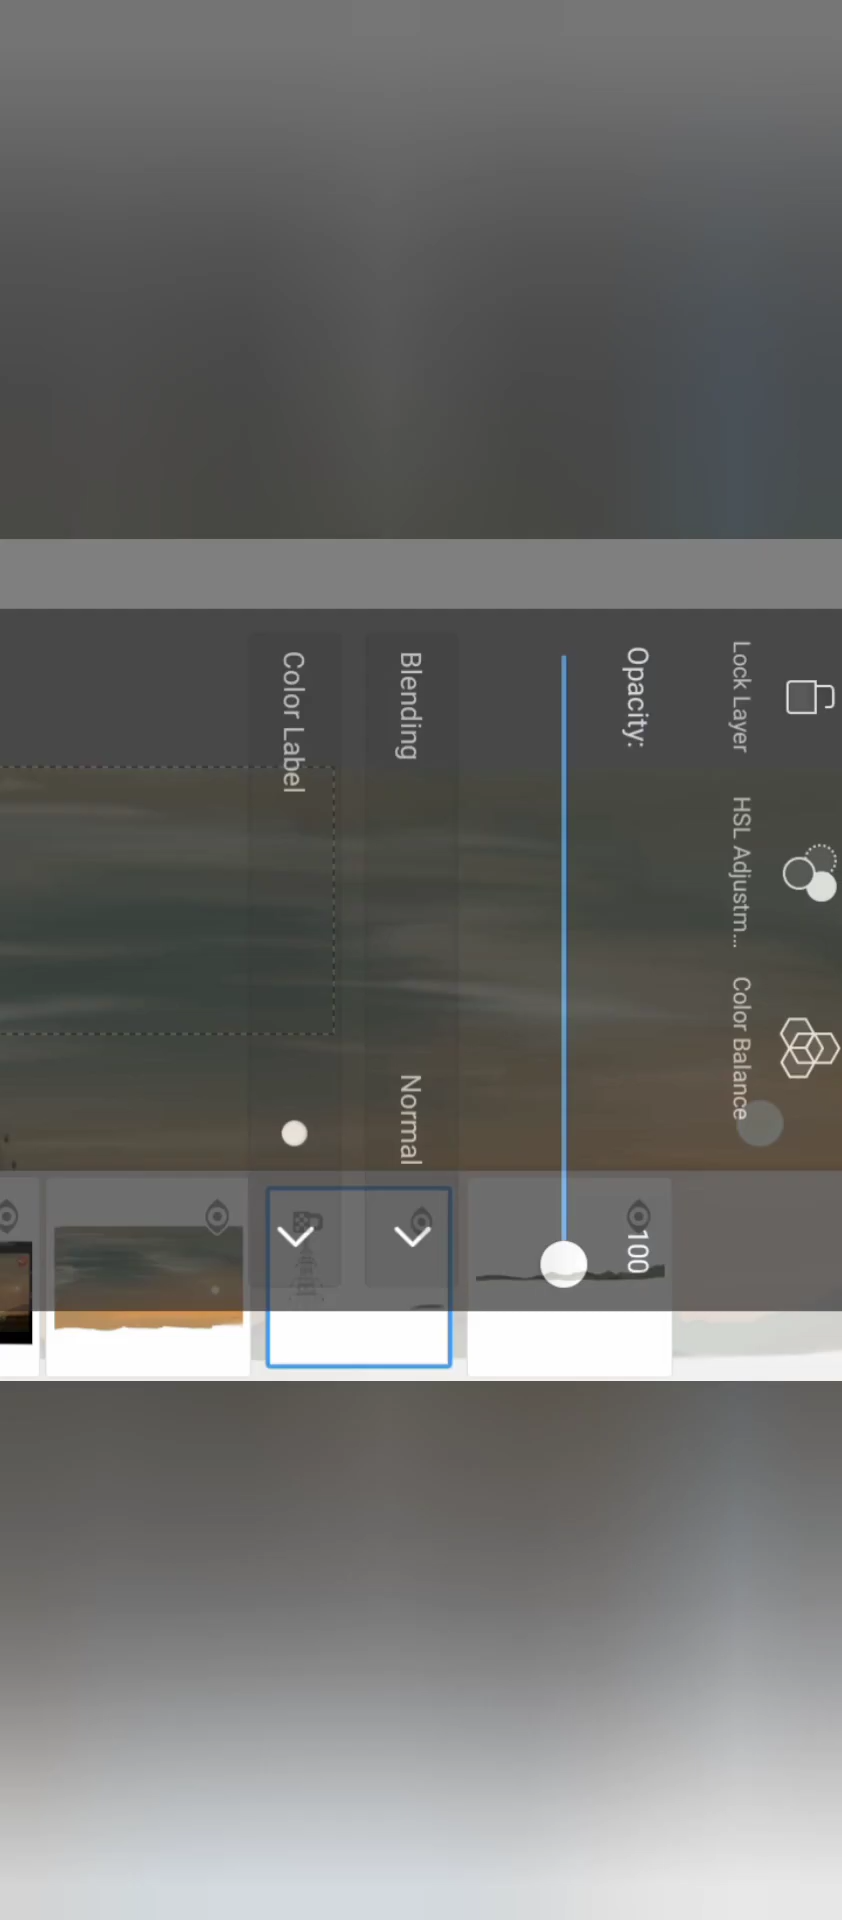 Lock Layer
HSL Adjustm...
Color Balance
Opacity:
100
Blending
Normal
Color Label